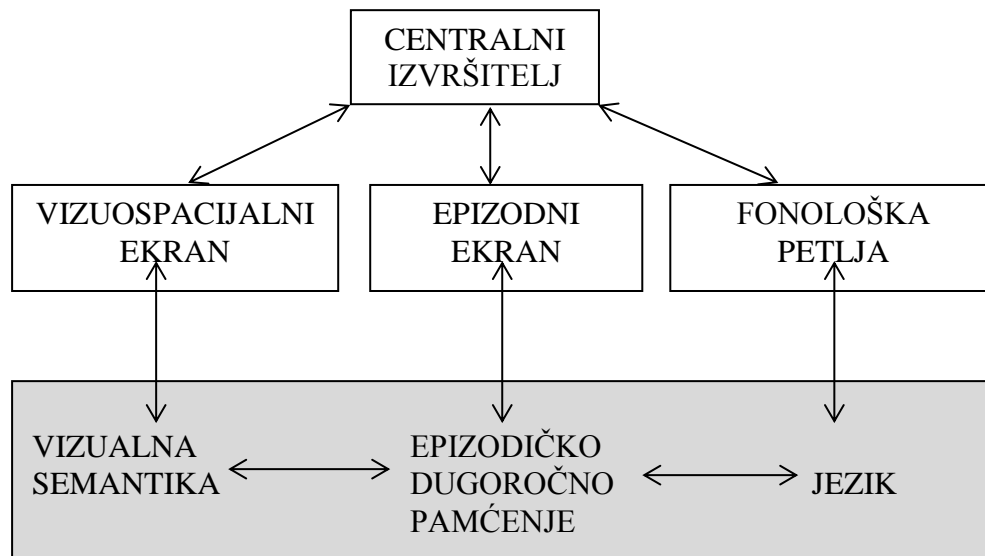 CENTRALNI
IZVRŠITELJ
VIZUOSPACIJALNI
EKRAN
EPIZODNI
EKRAN
FONOLOŠKA
PETLJA
VIZUALNA
SEMANTIKA
EPIZODIČKO
DUGOROČNO
PAMĆENJE
JEZIK